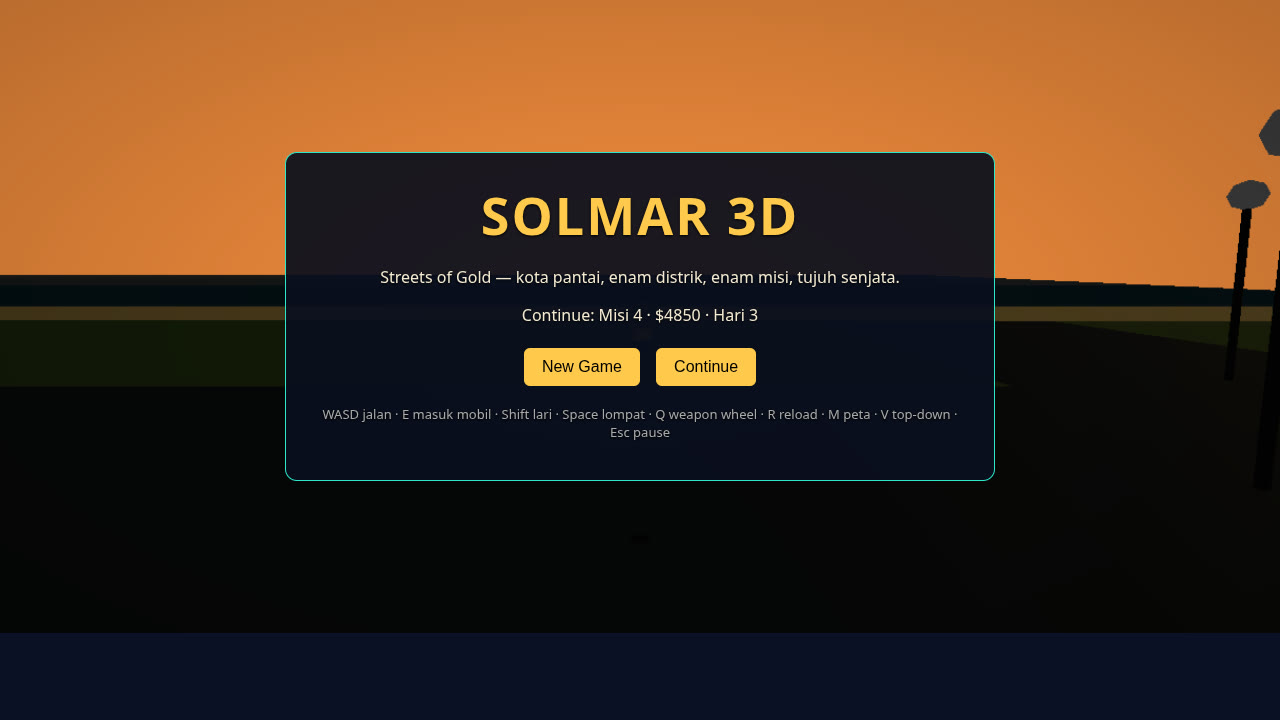 SOLMAR 3D
Streets of Gold — kota pantai, enam distrik, enam misi, tujuh senjata.
Continue: Misi 4 · $4850 · Hari 3
New Game Continue
WASD jalan · E masuk mobil · Shift lari · Space lompat · Q weapon wheel · R reload · M peta · V top-down ·
Esc pause